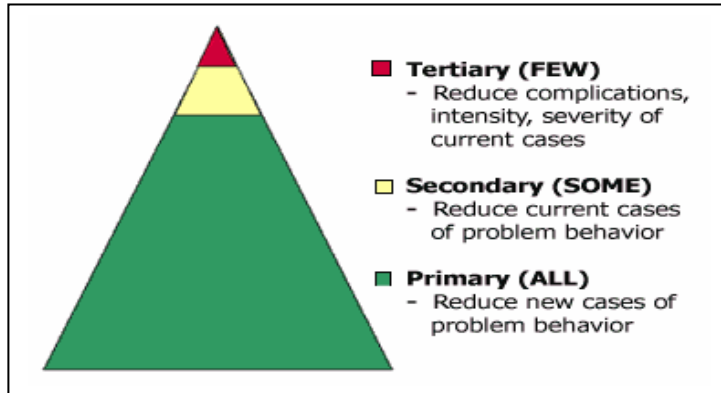 Tertiary (FEW)
- Reduce complications,
intensity, severity of
current cases
Secondary (SOME)
- Reduce current cases
of problem behavior
Primary (ALL)
- Reduce new cases of
problem behavior